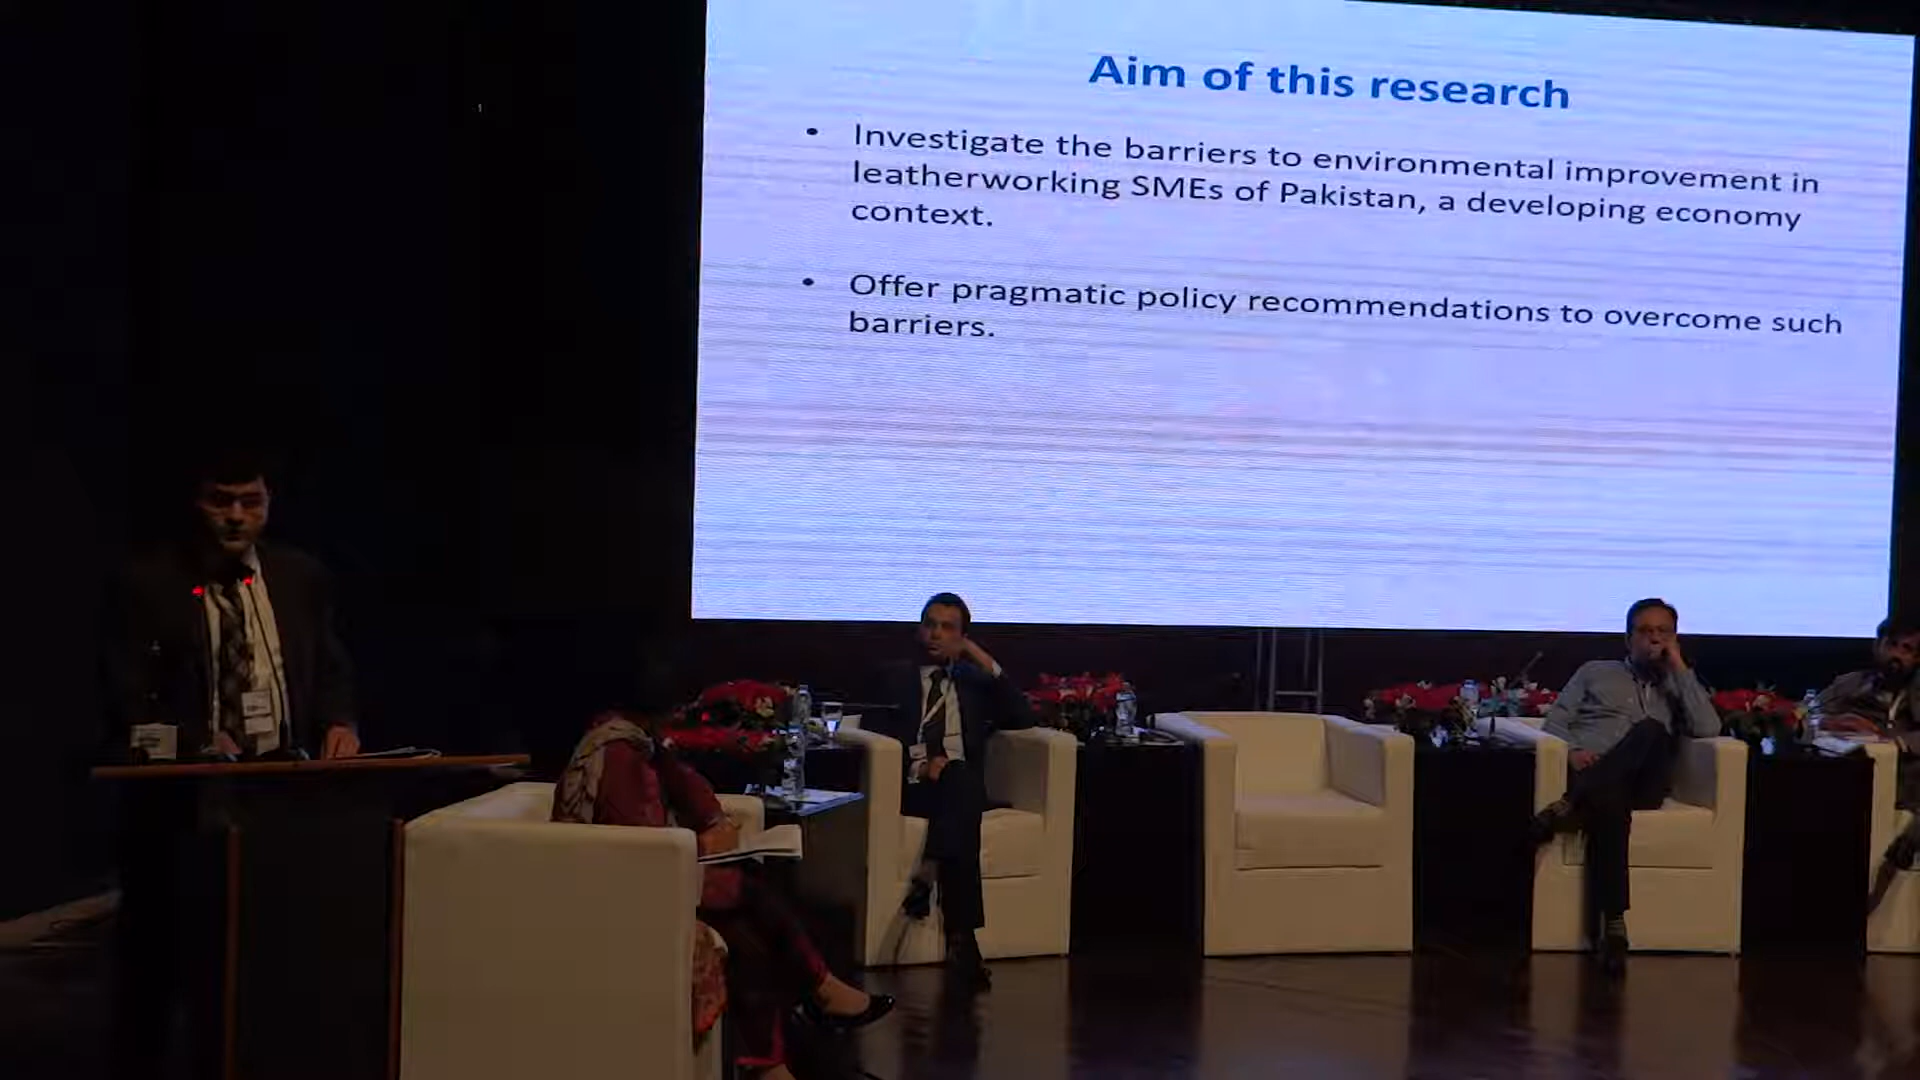 Aim of this research
• Investigate the barriers to environmental improvement in
leatherworking SMEs of Pakistan, a developing economy
context.
• Offer pragmatic policy recommendations to overcome such
barriers.